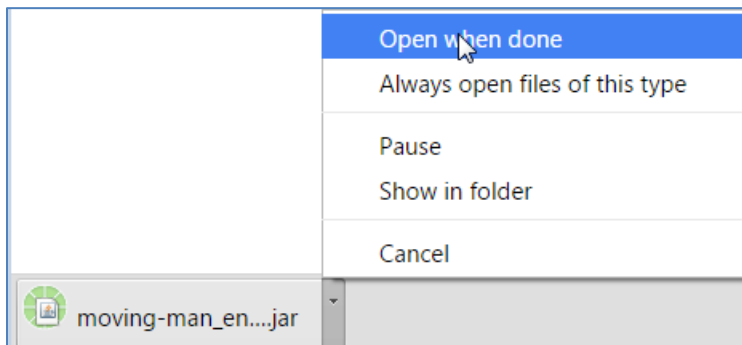 Open when done
Always open files of this type
Pause
Show in folder
Cancel
moving-man_en....jar